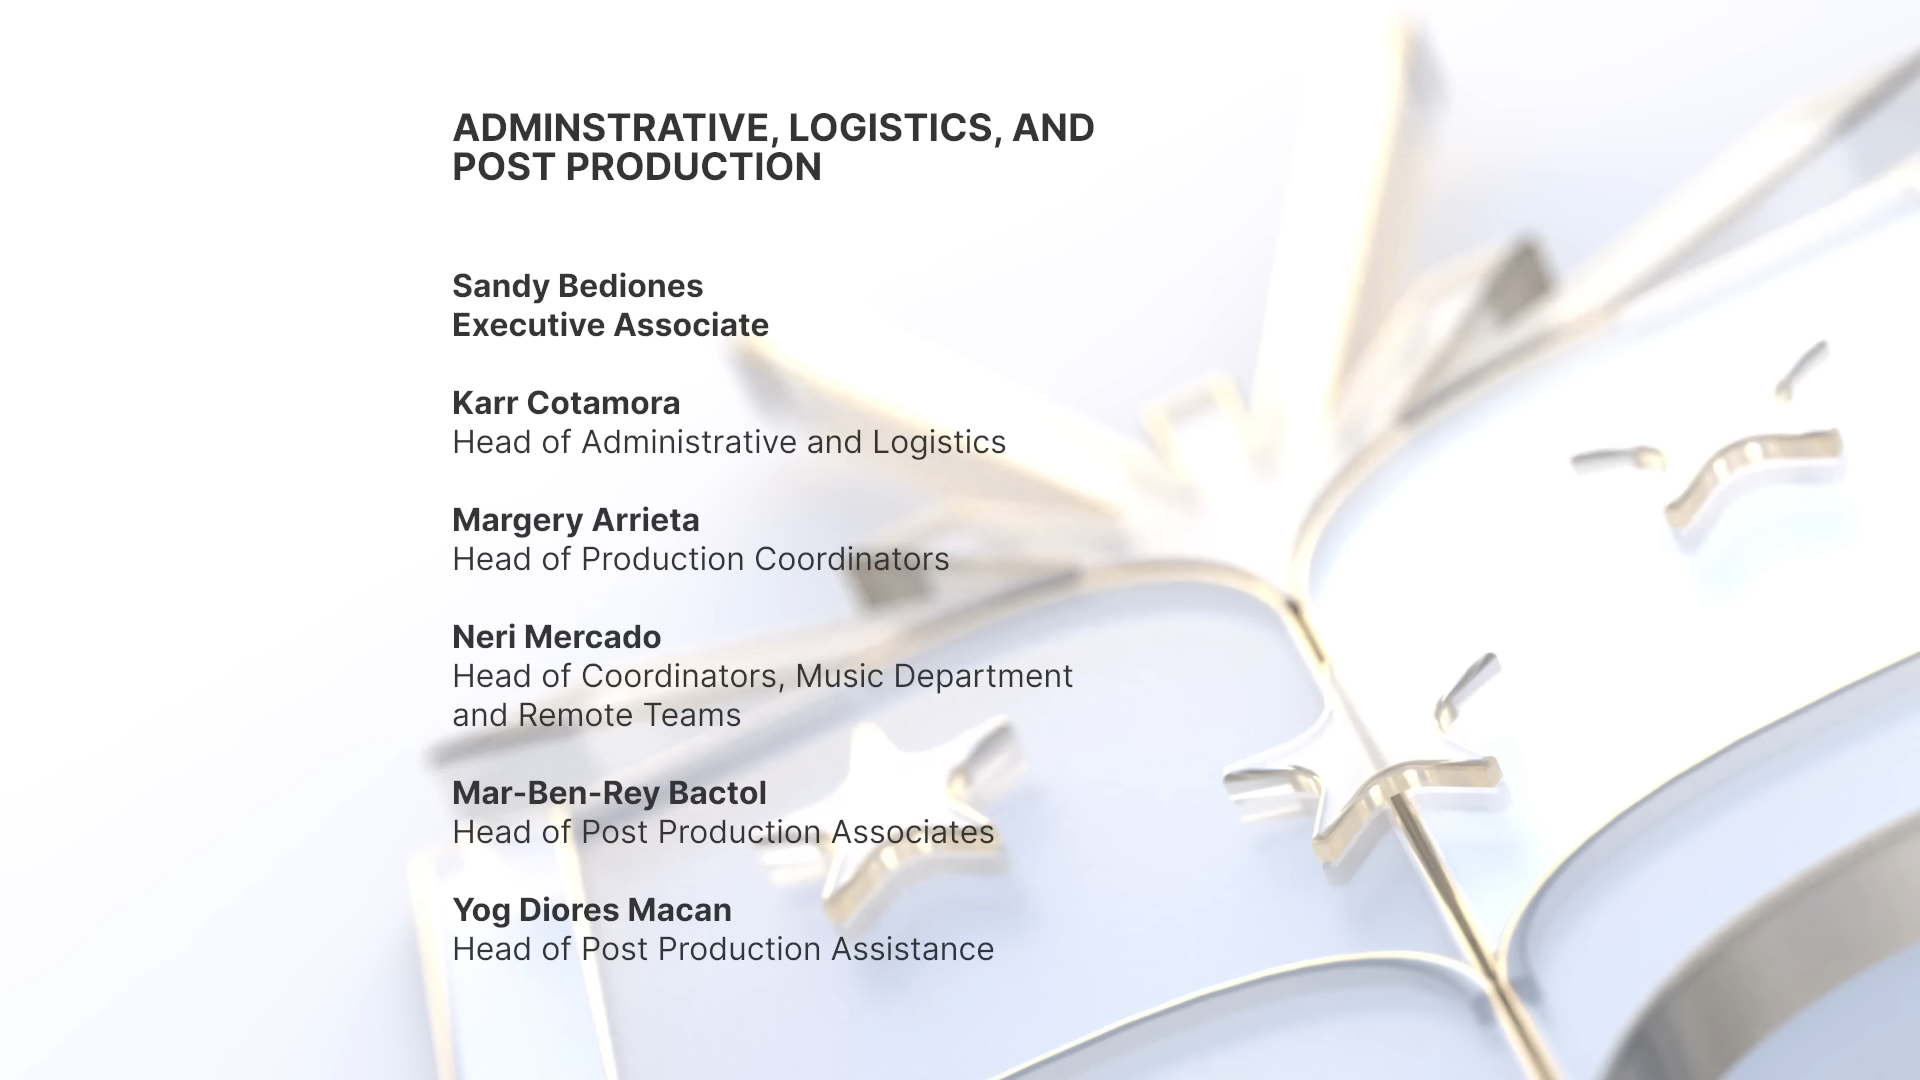 ADMINSTRATIVE, LOGISTICS, AND
POST PRODUCTION
Sandy Bediones
Executive Associate
Karr Cotamora
Head of Administrative and Logistics
Margery Arrieta
Head of Production Coordinators
Neri Mercado
Head of Coordinators, Music Department
and Remote Teams
Mar-Ben-Rey Bactol
Head of Post Production Associates
Yog Diores Macan
Head of Post Production Assistance